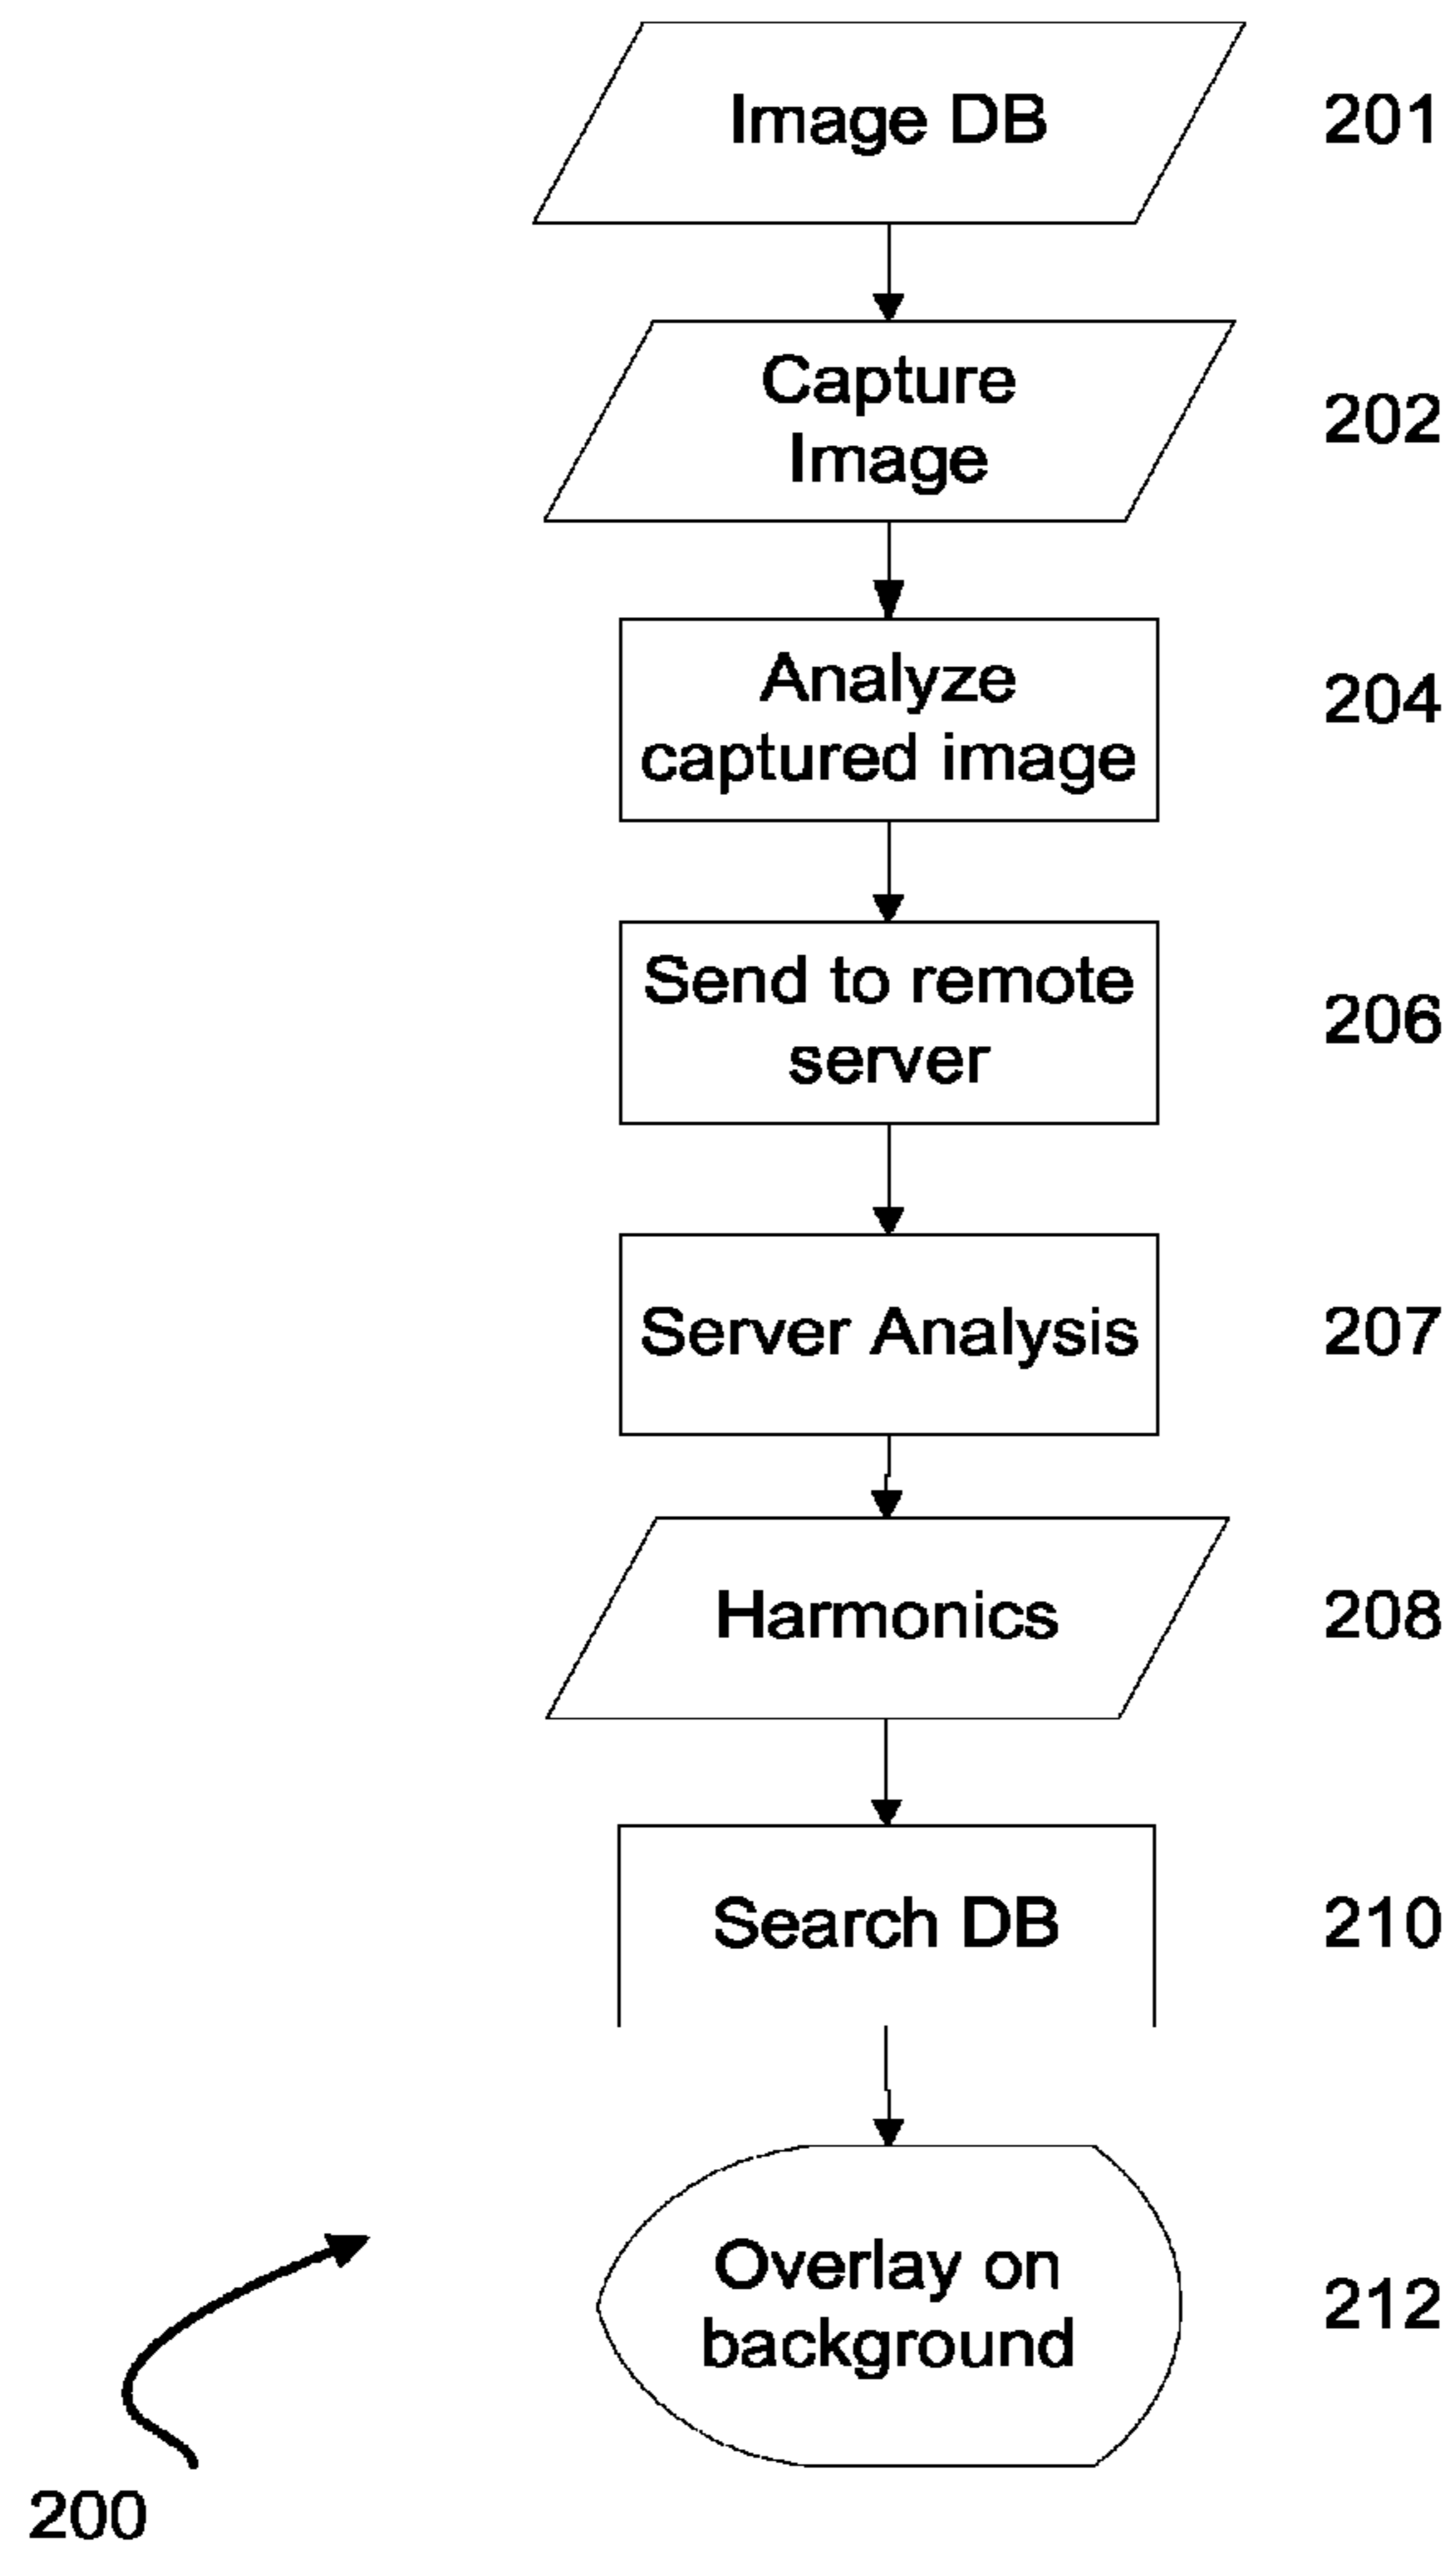 Image DB
201
Capture
Image
202
Analyze
captured image
204
Send to remote
server
206
Server Analysis
207
Harmonics
208
Search DB
210
Overlay on
background
212
200